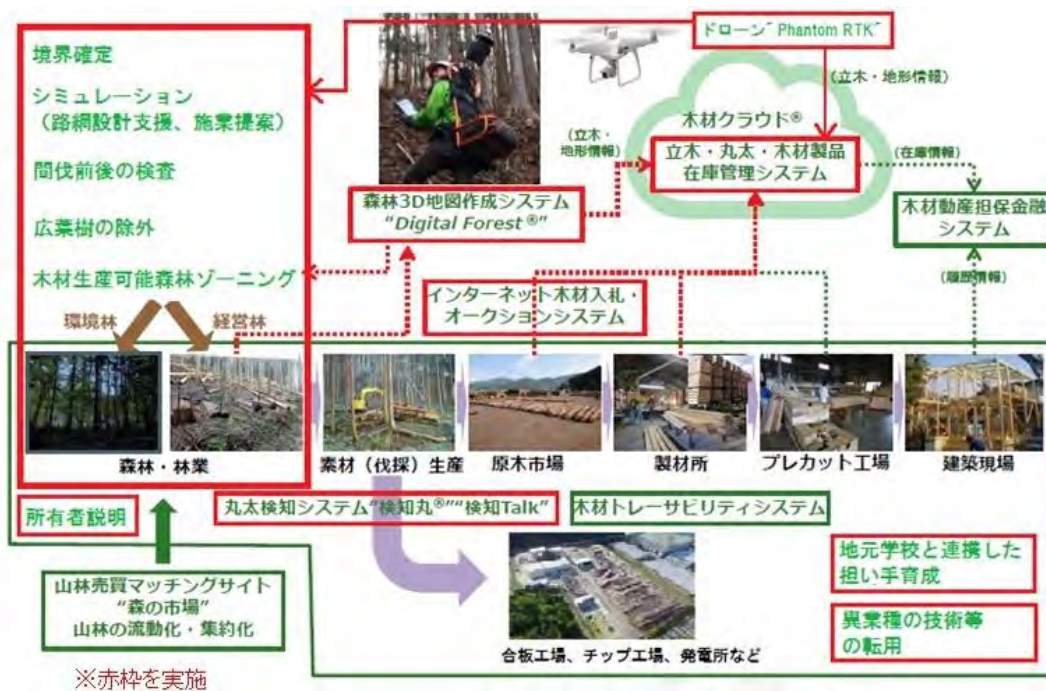 境界確定
シミュレーション
（路網設計支援、施業提案）
間伐前後の検査
広葉樹の除外
木材生産可能森林ゾーニング
環境林
経営林
ドローン“Phantom RTK”
（立木・地形情報）
木材クラウド®
（立木・
地形情報）
立木・丸太・木材製品
在庫管理システム
（在庫情報）
森林3D地図作成システム
“Digital Forest®”
木材動産担保金融
システム
（履歴情報）
インターネット木材入札・
オークションシステム
森林・林業
素材（伐採）生産
原木市場
製材所
プレカット工場
建築現場
所有者説明
丸太検知システム“検知丸®”“検知Talk”
木材トレーサビリティシステム
山林売買マッチングサイト
“森の市場”
山林の流動化・集約化
合板工場、チップ工場、発電所など
地元学校と連携した
担い手育成
異業種の技術等
の転用
※赤枠を実施